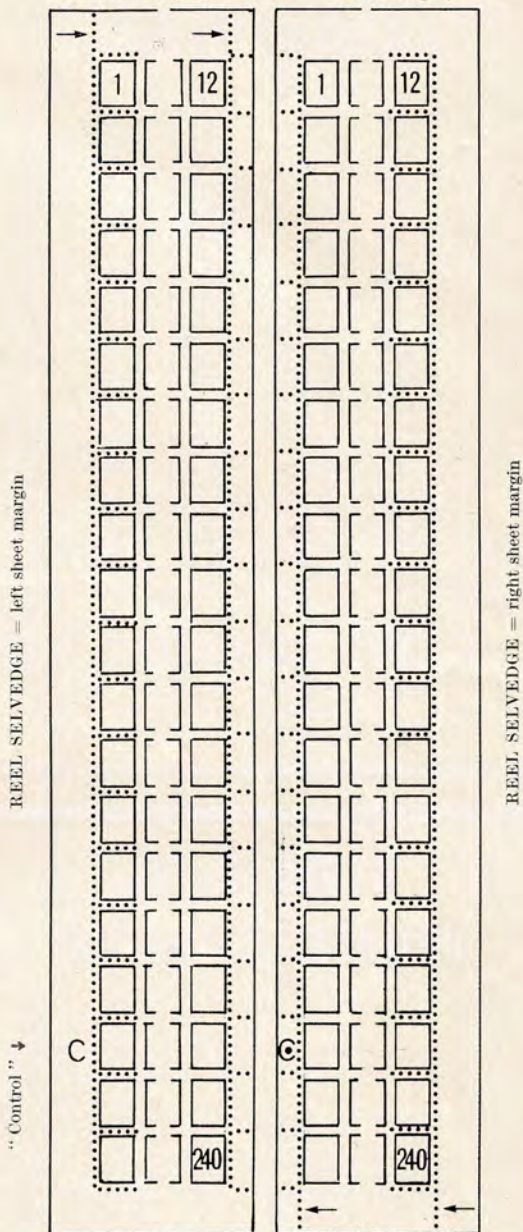 1 12 1 12
REEL SELVEDGE = left sheet margin
REEL SELVEDGE = right sheet margin
"Control"
C C
240 240